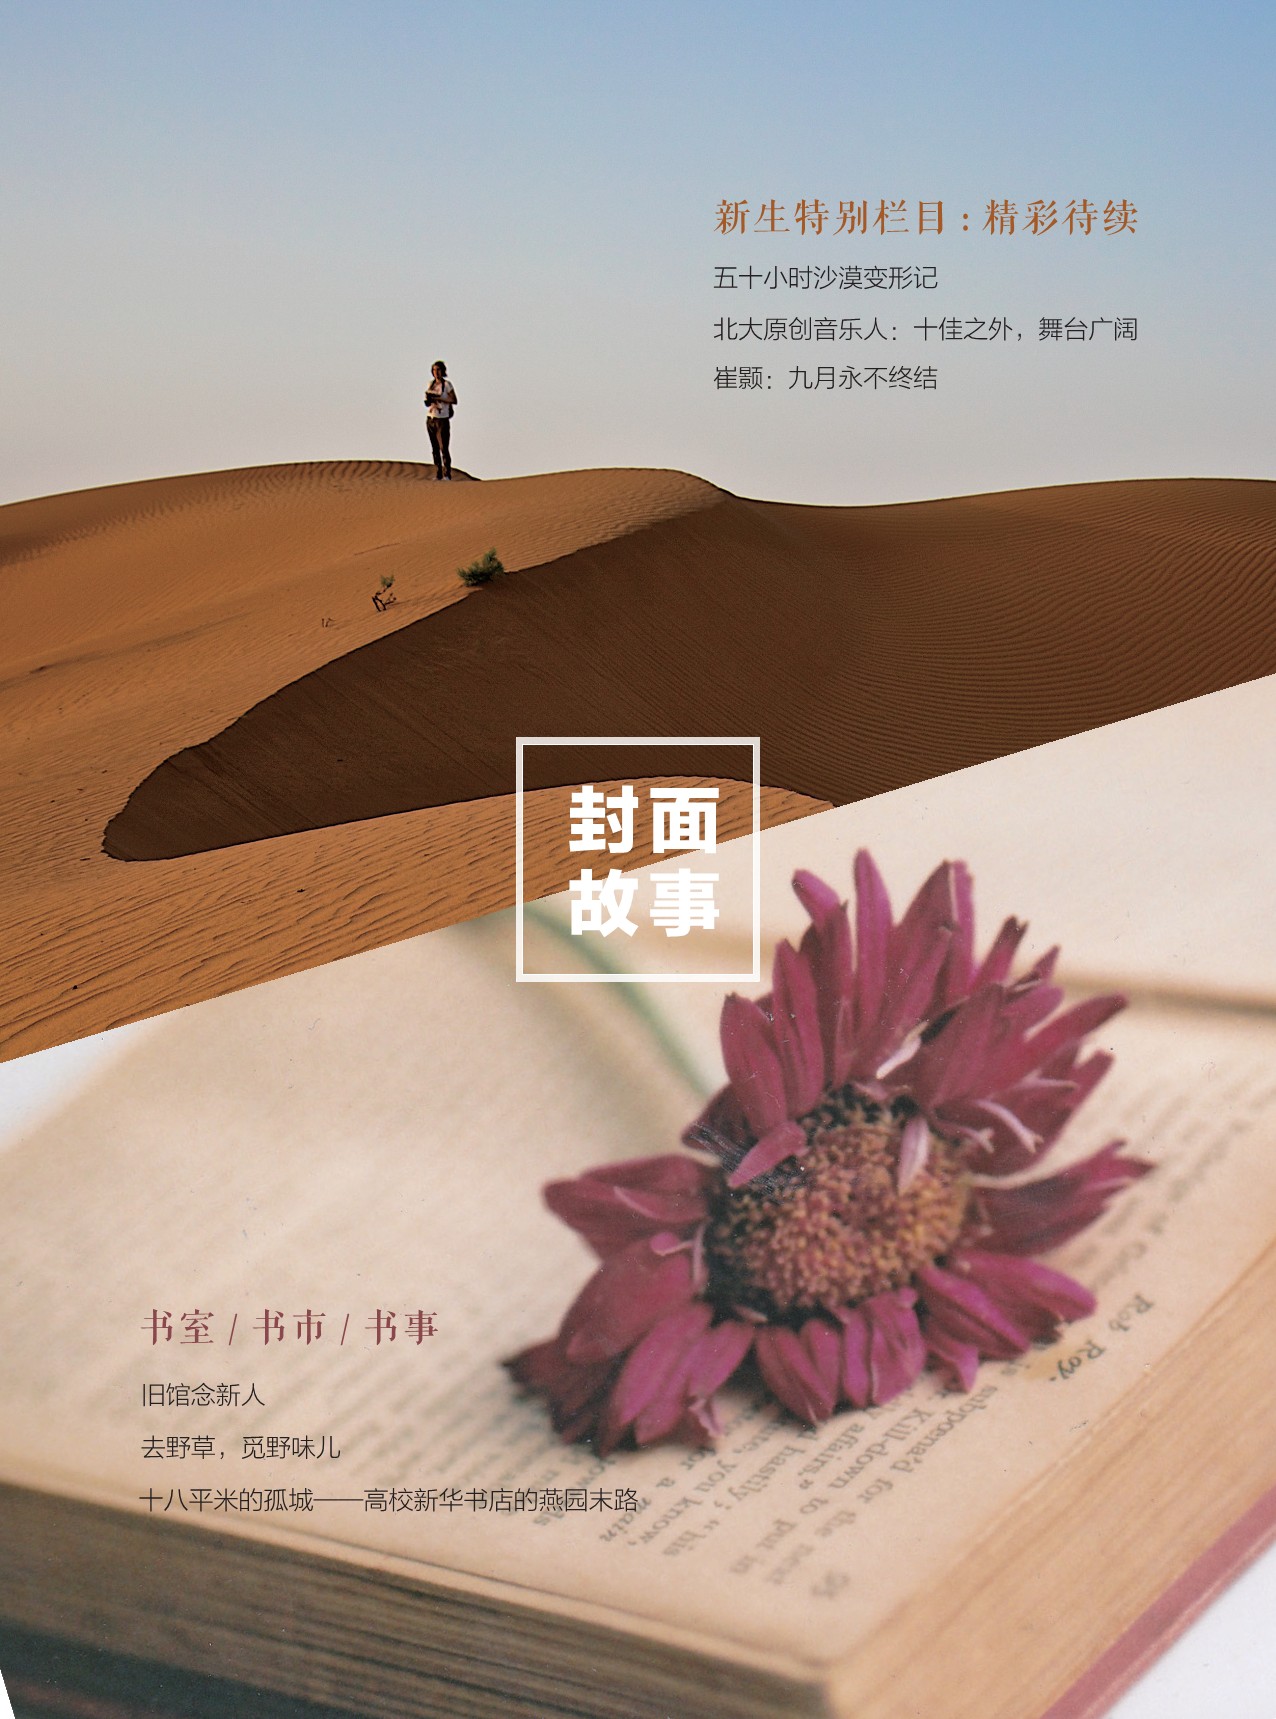 新生特别栏目：精彩待续
五十小时沙漠变形记
北大原创音乐人：十佳之外，舞台广阔
崔颢：九月永不终结
封面
故事
书室 / 书市 / 书事
旧馆念新人
去野草，觅野味儿
十八平米的孤城——高校新华书店的燕园末路
Rob Roy.